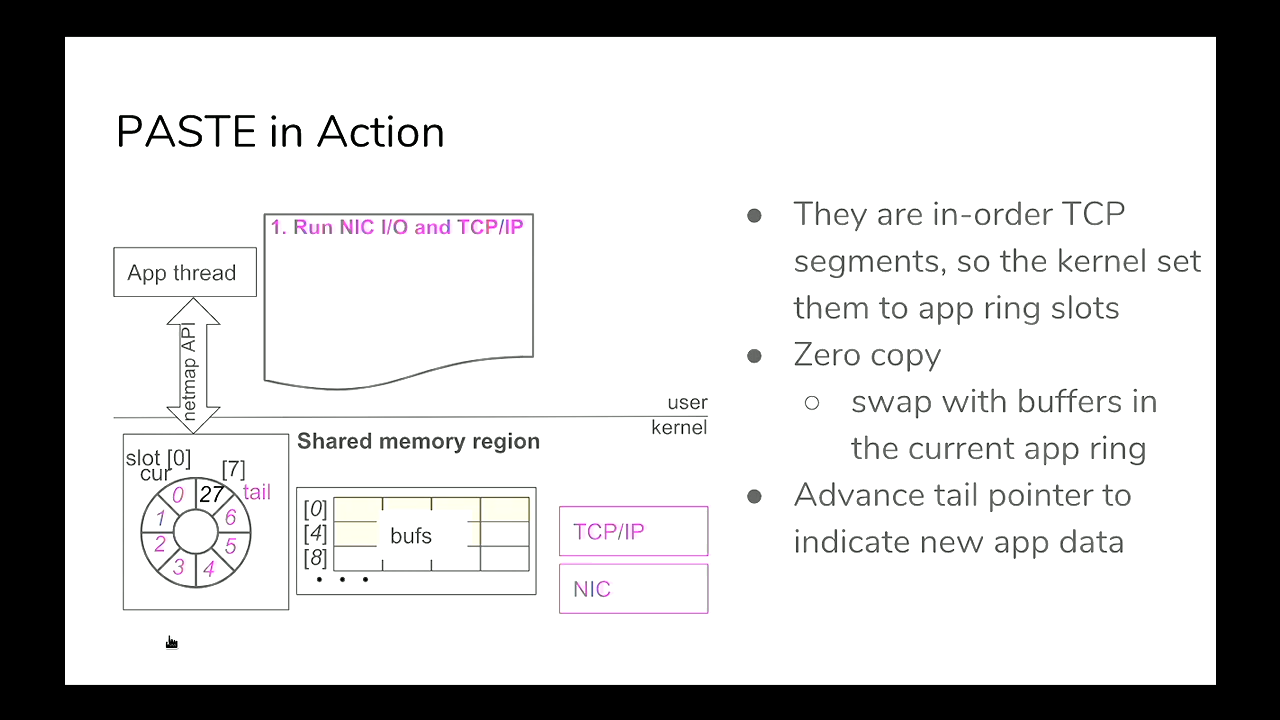 PASTE in Action
1. Run NIC I/O and TCP/IP
App thread
netmap API
user
kernel
Shared memory region
slot [0]
cur
[7]
tail
0
27
1
6
2
5
3
4
[0]
[4]
[8]
bufs
TCP/IP
NIC
● They are in-order TCP
segments, so the kernel set
them to app ring slots
● Zero copy
○ swap with buffers in
the current app ring
● Advance tail pointer to
indicate new app data